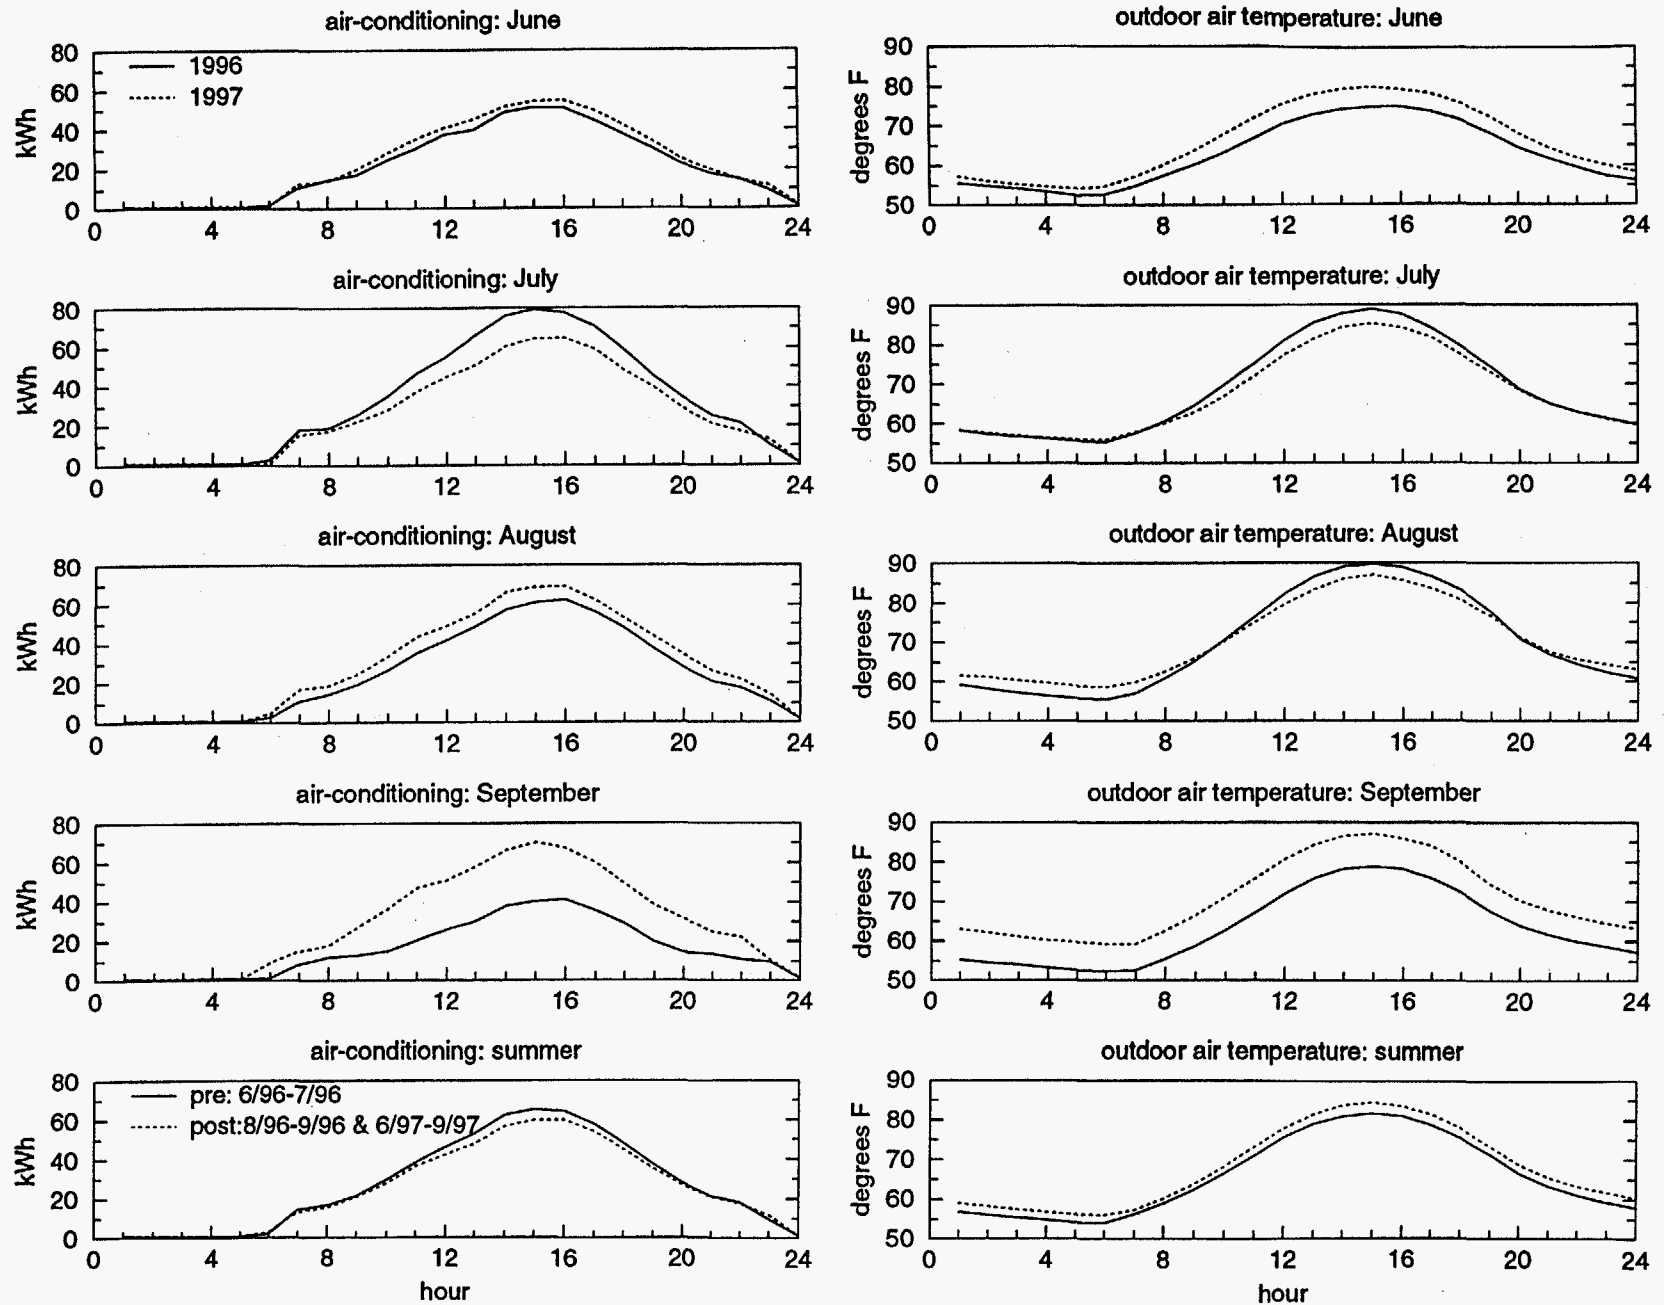 air-conditioning: June
80
60
40
20
0
kWh
1996
1997
0 4 8 12 16 20 24
outdoor air temperature: June
90
80
70
60
50
degrees F
0 4 8 12 16 20 24
air-conditioning: July
80
60
40
20
0
kWh
0 4 8 12 16 20 24
outdoor air temperature: July
90
80
70
60
50
degrees F
0 4 8 12 16 20 24
air-conditioning: August
80
60
40
20
0
kWh
0 4 8 12 16 20 24
outdoor air temperature: August
90
80
70
60
50
degrees F
0 4 8 12 16 20 24
air-conditioning: September
80
60
40
20
0
kWh
0 4 8 12 16 20 24
outdoor air temperature: September
90
80
70
60
50
degrees F
0 4 8 12 16 20 24
air-conditioning: summer
80
60
40
20
0
kWh
pre: 6/96-7/96
post:8/96-9/96 & 6/97-9/97
0 4 8 12 16 20 24
hour
outdoor air temperature: summer
90
80
70
60
50
degrees F
0 4 8 12 16 20 24
hour